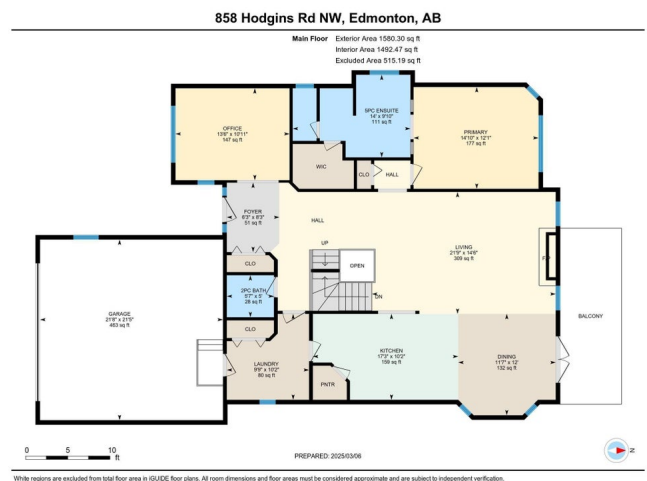 858 Hodgins Rd NW, Edmonton, AB
Main Floor Exterior Area 1580.30 sq ft
Interior Area 1492.47 sq ft
Excluded Area 515.19 sq ft
5PC ENSUITE
14' x 9'10"
111 sq ft
OFFICE
13'6" x 10'11"
147 sq ft
PRIMARY
14'10" x 12'1"
177 sq ft
WIC
CLO
HALL
FOYER
6'3" x 8'3"
51 sq ft
HALL
LIVING
21'9" x 14'8"
308 sq ft
UP
CLO
OPEN
F/P
2PC BATH
5'7" x 5'
28 sq ft
DN
GARAGE
21'8" x 21'5"
463 sq ft
BALCONY
CLO
KITCHEN
17'3" x 10'2"
159 sq ft
DINING
11'7" x 12'
132 sq ft
LAUNDRY
9'8" x 10'2"
80 sq ft
PNTR
0 5 10
ft
PREPARED: 2025/03/06
N
White regions are excluded from total floor area in iGUIDE floor plans. All room dimensions and floor areas must be considered approximate and are subject to independent verification.